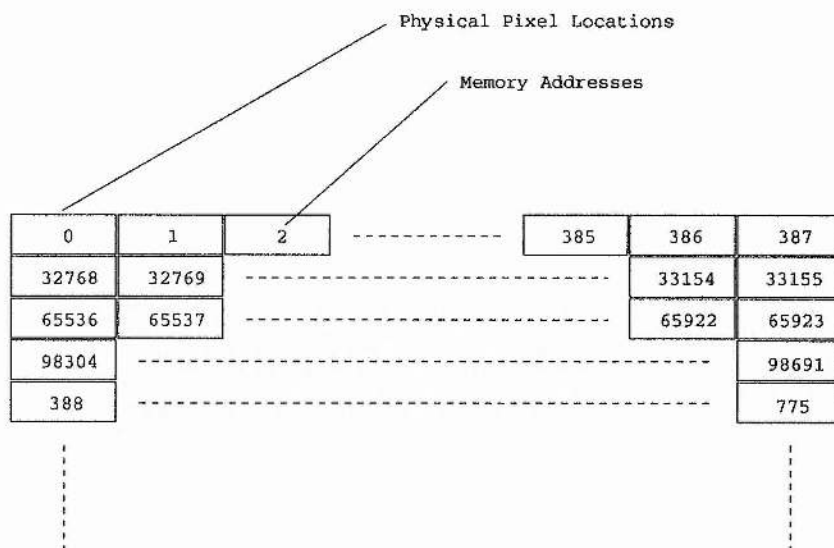 Physical Pixel Locations
Memory Addresses
0 1 2 385 386 387
32768 32769 33154 33155
65536 65537 65922 65923
98304 98691
388 775